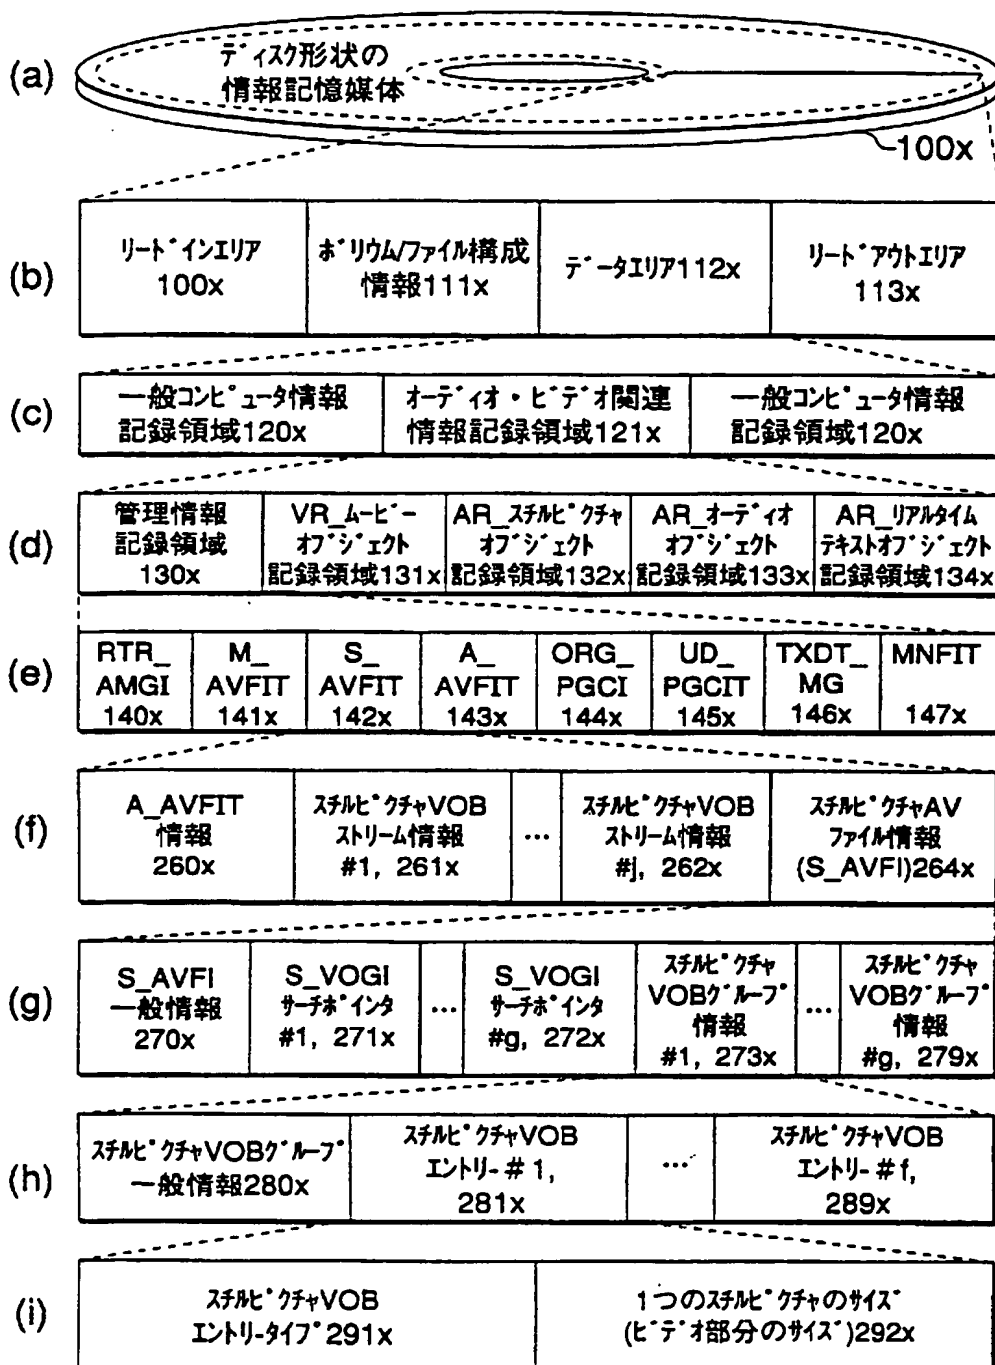 (a)
ディスク形状の
情報記憶媒体
100x
(b)
リードインエリア
100x
ボリウム/ファイル構成
情報111x
データエリア112x
リードアウトエリア
113x
(c)
一般コンピュータ情報
記録領域120x
オーディオ・ビデオ関連
情報記録領域121x
一般コンピュータ情報
記録領域120x
(d)
管理情報
記録領域
130x
VR_ムービー
オブジェクト
記録領域131x
AR_スチルピクチャ
オブジェクト
記録領域132x
AR_オーディオ
オブジェクト
記録領域133x
AR_リアルタイム
テキストオブジェクト
記録領域134x
(e)
RTR_
AMGI
140x
M_
AVFIT
141x
S_
AVFIT
142x
A_
AVFIT
143x
ORG_
PGCI
144x
UD_
PGCIT
145x
TXDT_
MG
146x
MNFIT
147x
(f)
A_AVFIT
情報
260x
スチルピクチャVOB
ストリーム情報
#1, 261x
...
スチルピクチャVOB
ストリーム情報
#j, 262x
スチルピクチャAV
ファイル情報
(S_AVFI)264x
(g)
S_AVFI
一般情報
270x
S_VOGI
サーチポインタ
#1, 271x
...
S_VOGI
サーチポインタ
#g, 272x
スチルピクチャ
VOBグループ
情報
#1, 273x
...
スチルピクチャ
VOBグループ
情報
#g, 279x
(h)
スチルピクチャVOBグループ
一般情報280x
スチルピクチャVOB
エントリー#1,
281x
...
スチルピクチャVOB
エントリー#f,
289x
(i)
スチルピクチャVOB
エントリータイプ291x
1つのスチルピクチャのサイズ
(ビデオ部分のサイズ)292x